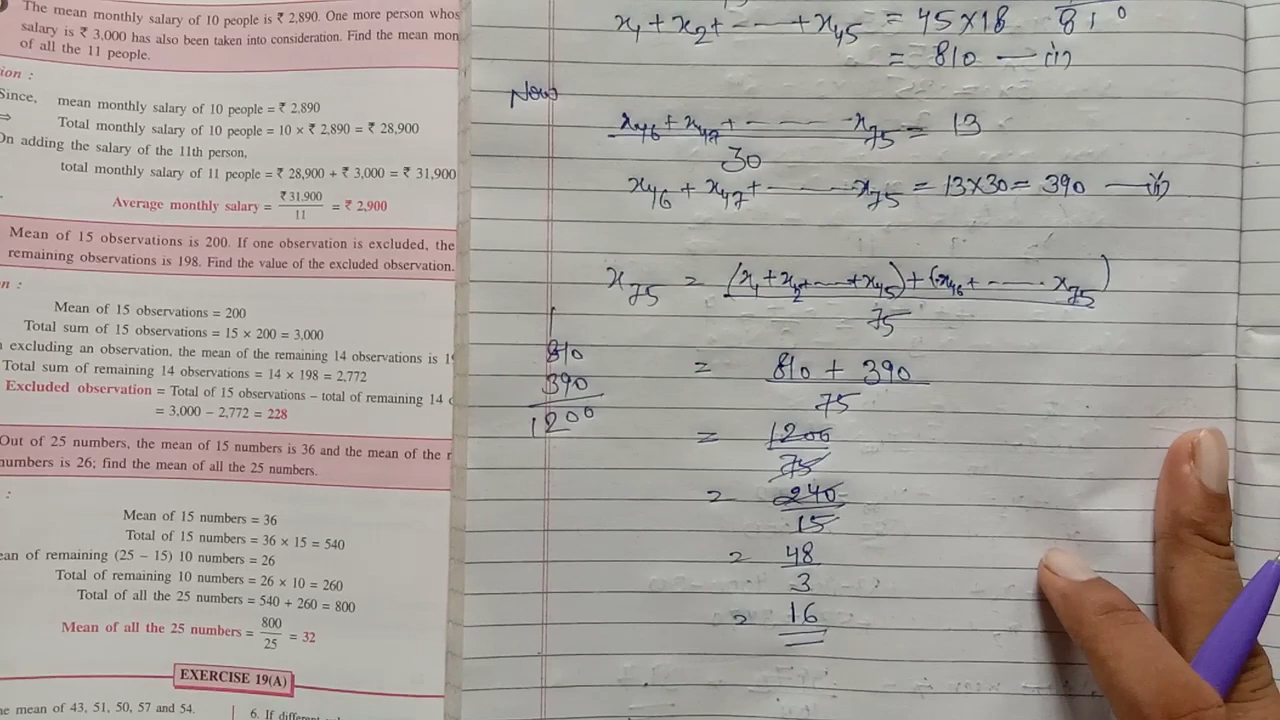 The mean monthly salary of 10 people is ₹ 2,890. One more person whos
salary is ₹ 3,000 has also been taken into consideration. Find the mean mon
of all the 11 people.
ion :
Since, mean monthly salary of 10 people = ₹ 2,890
⇒ Total monthly salary of 10 people = 10 × ₹ 2,890 = ₹ 28,900
On adding the salary of the 11th person,
total monthly salary of 11 people = ₹ 28,900 + ₹ 3,000 = ₹ 31,900
Average monthly salary = ₹ 31,900 / 11 = ₹ 2,900
Mean of 15 observations is 200. If one observation is excluded, the
remaining observations is 198. Find the value of the excluded observation.
n :
Mean of 15 observations = 200
Total sum of 15 observations = 15 × 200 = 3,000
excluding an observation, the mean of the remaining 14 observations is 1
Total sum of remaining 14 observations = 14 × 198 = 2,772
Excluded observation = Total of 15 observations – total of remaining 14
= 3,000 – 2,772 = 228
Out of 25 numbers, the mean of 15 numbers is 36 and the mean of the r
numbers is 26; find the mean of all the 25 numbers.
:
Mean of 15 numbers = 36
Total of 15 numbers = 36 × 15 = 540
ean of remaining (25 – 15) 10 numbers = 26
Total of remaining 10 numbers = 26 × 10 = 260
Total of all the 25 numbers = 540 + 260 = 800
Mean of all the 25 numbers = 800 / 25 = 32
EXERCISE 19(A)
e mean of 43, 51, 50, 57 and 54.
6. If different
x₁ + x₂ + ---- + x₄₅ = 45×18 810
= 810 — (i)
Now
x₄₆ + x₄₇ + ------ x₇₅ = 13
30
x₄₆ + x₄₇ + ------ x₇₅ = 13×30 = 390 — (ii)
x₇₅ = (x₁ + x₂ + ---- + x₄₅) + (x₄₆ + ----- x₇₅)
75
810
390
1200
= 810 + 390
75
= 1200
75
= 240
15
= 48
3
= 16